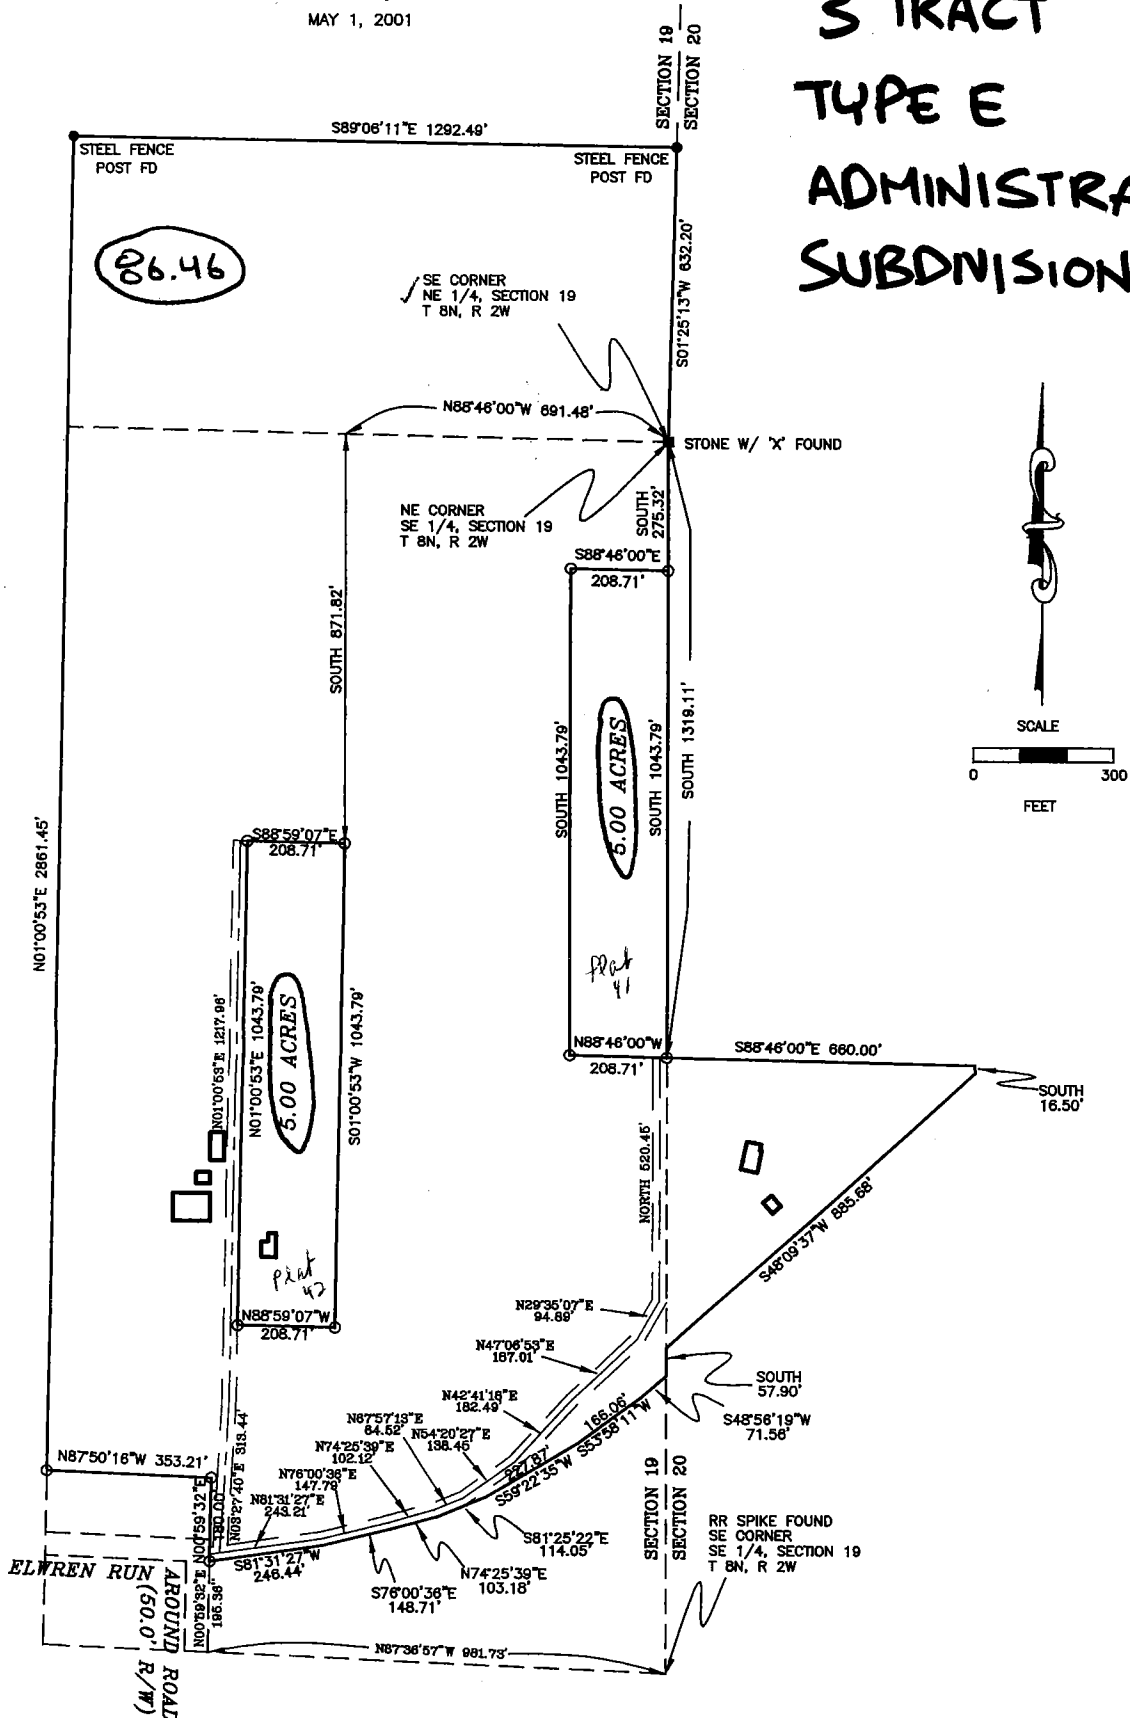 MAY 1, 2001
3 TRACT
TYPE E
ADMINISTRA
SUBDIVISION
SECTION 19
SECTION 20
S89°06'11"E 1292.49'
STEEL FENCE
POST FD
STEEL FENCE
POST FD
86.46
S01°25'13"W 632.20'
SE CORNER
NE 1/4, SECTION 19
T 8N, R 2W
N88°46'00"W 691.48'
STONE W/ 'X' FOUND
NE CORNER
SE 1/4, SECTION 19
T 8N, R 2W
SOUTH
275.32'
S88°46'00"E
208.71'
SOUTH 871.82'
SOUTH 1043.79'
5.00 ACRES
SOUTH 1043.79'
SOUTH 1319.11'
SCALE
0 300
FEET
N01°00'53"E 2861.45'
S88°59'07"E
208.71'
plat
41
N01°00'53"E 1217.96'
N01°00'53"E 1043.79'
5.00 ACRES
S01°00'53"W 1043.79'
N88°46'00"W
208.71'
S88°46'00"E 660.00'
SOUTH
16.50'
NORTH 520.45'
S48°09'37"W 885.68'
plat
42
N88°59'07"W
208.71'
N29°35'07"E
94.89'
N47°06'53"E
167.01'
SOUTH
57.90'
N42°41'16"E
182.49'
S48°56'19"W
71.56'
N67°57'13"E
64.52'
N54°20'27"E
138.46'
166.06'
S53°58'11"W
N74°25'39"E
102.12'
227.87'
S59°22'35"W
N76°00'36"E
147.79'
N87°50'16"W 353.21'
N81°31'27"E
243.21'
N03°27'40"E 313.44'
N00°59'32"E
180.00'
S81°31'27"W
246.44'
S81°25'22"E
114.05'
N74°25'39"E
103.18'
S76°00'36"E
148.71'
SECTION 19
SECTION 20
RR SPIKE FOUND
SE CORNER
SE 1/4, SECTION 19
T 8N, R 2W
ELWREN RUN
AROUND ROAD
(50.0' R/W)
N00°59'32"E
195.36'
N87°36'57"W 981.73'